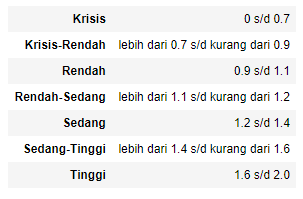 Krisis 0 s/d 0.7
Krisis-Rendah lebih dari 0.7 s/d kurang dari 0.9
Rendah 0.9 s/d 1.1
Rendah-Sedang lebih dari 1.1 s/d kurang dari 1.2
Sedang 1.2 s/d 1.4
Sedang-Tinggi lebih dari 1.4 s/d kurang dari 1.6
Tinggi 1.6 s/d 2.0